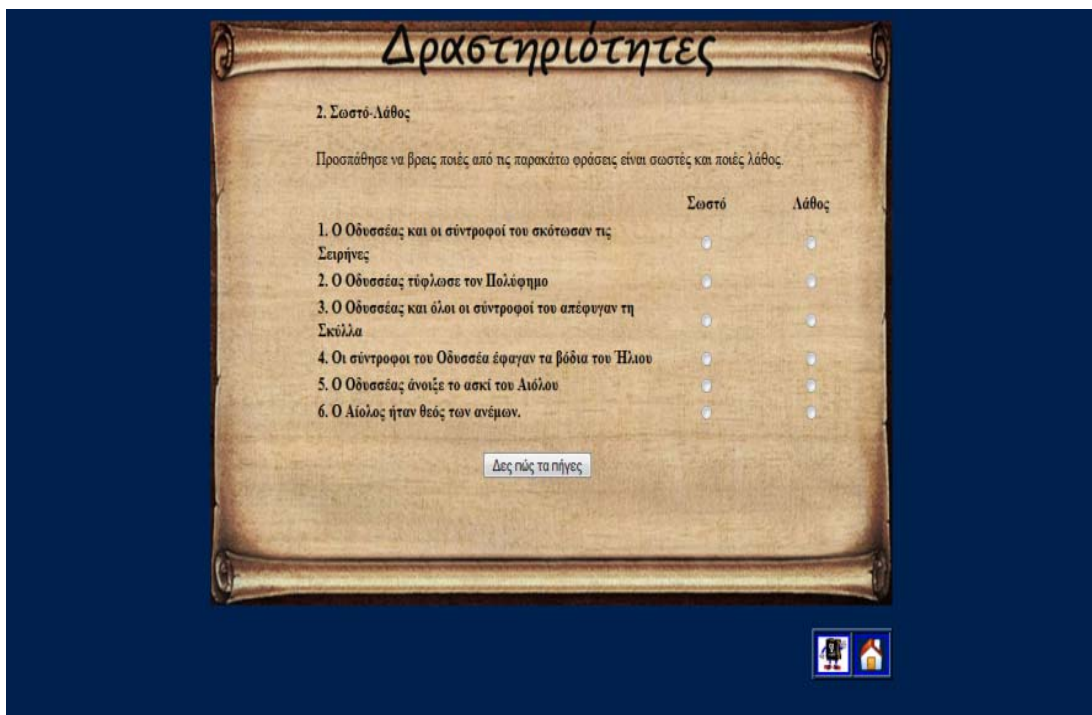 Δραστηριότητες
2. Σωστό-Λάθος
Προσπάθησε να βρεις ποιές από τις παρακάτω φράσεις είναι σωστές και ποιές λάθος.
Σωστό Λάθος
1. Ο Οδυσσέας και οι σύντροφοί του σκότωσαν τις
Σειρήνες
2. Ο Οδυσσέας τύφλωσε τον Πολύφημο
3. Ο Οδυσσέας και όλοι οι σύντροφοί του απέφυγαν τη
Σκύλλα
4. Οι σύντροφοι του Οδυσσέα έφαγαν τα βόδια του Ήλιου
5. Ο Οδυσσέας άνοιξε το ασκί του Αιόλου
6. Ο Αίολος ήταν θεός των ανέμων.
Δες πώς τα πήγες